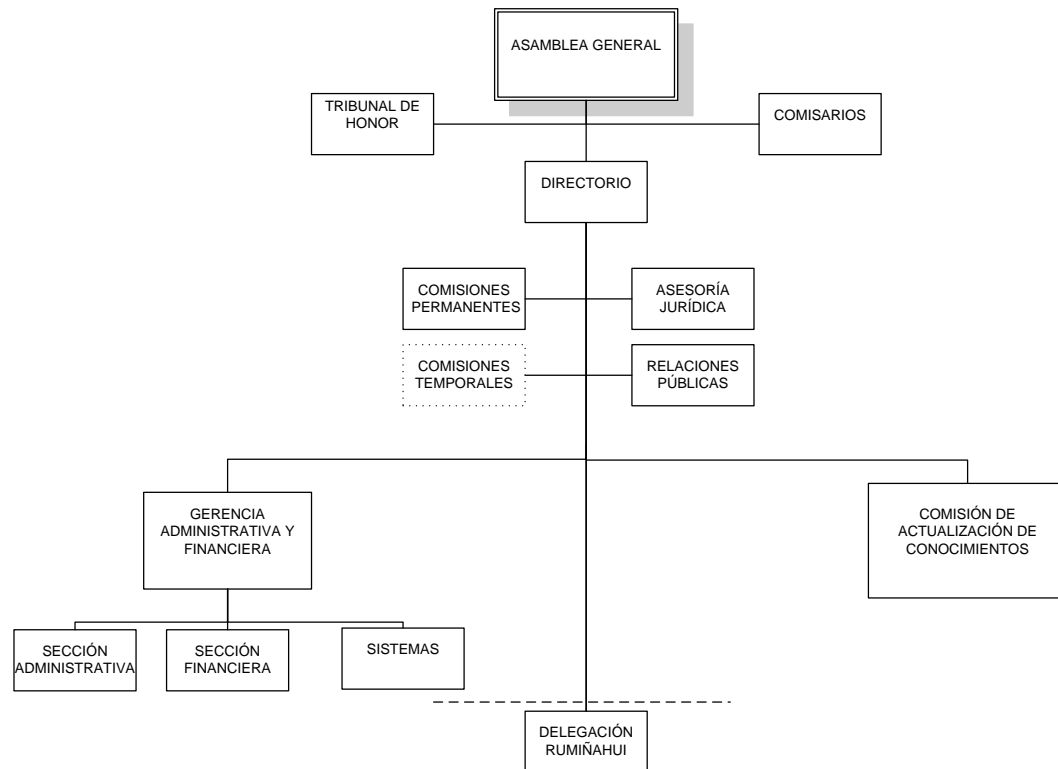 ASAMBLEA GENERAL
TRIBUNAL DE
HONOR
COMISARIOS
DIRECTORIO
COMISIONES
PERMANENTES
ASESORÍA
JURÍDICA
COMISIONES
TEMPORALES
RELACIONES
PÚBLICAS
GERENCIA
ADMINISTRATIVA Y
FINANCIERA
COMISIÓN DE
ACTUALIZACIÓN DE
CONOCIMIENTOS
SECCIÓN
ADMINISTRATIVA
SECCIÓN
FINANCIERA
SISTEMAS
DELEGACIÓN
RUMIÑAHUI